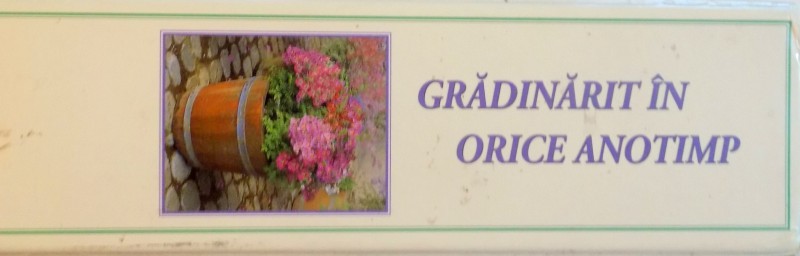 GRĂDINĂRIT ÎN
ORICE ANOTIMP